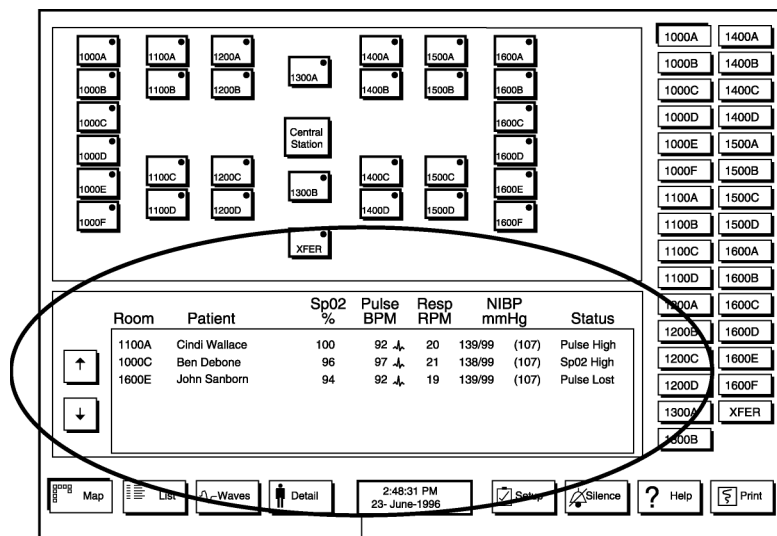 1000A 1100A 1200A 1300A 1400A 1500A 1600A
1000B 1100B 1200B 1400B 1500B 1600B
1000C 1600C
Central
Station
1000D 1600D
1000E 1100C 1200C 1300B 1400C 1500C 1600E
1000F 1100D 1200D 1400D 1500D 1600F
XFER
1000A 1400A
1000B 1400B
1000C 1400C
1000D 1400D
1000E 1500A
1000F 1500B
1100A 1500C
1100B 1500D
1100C 1600A
1100D 1600B
1200A 1600C
1200B 1600D
1200C 1600E
1200D 1600F
1300A XFER
1300B
Room Patient Sp02 % Pulse BPM Resp RPM NIBP mmHg Status
1100A Cindi Wallace 100 92 20 139/99 (107) Pulse High
1000C Ben Debone 96 97 21 138/99 (107) Sp02 High
1600E John Sanborn 94 92 19 139/99 (107) Pulse Lost
Map List Waves Detail 2:48:31 PM Setup Silence ? Help Print
23- June-1996